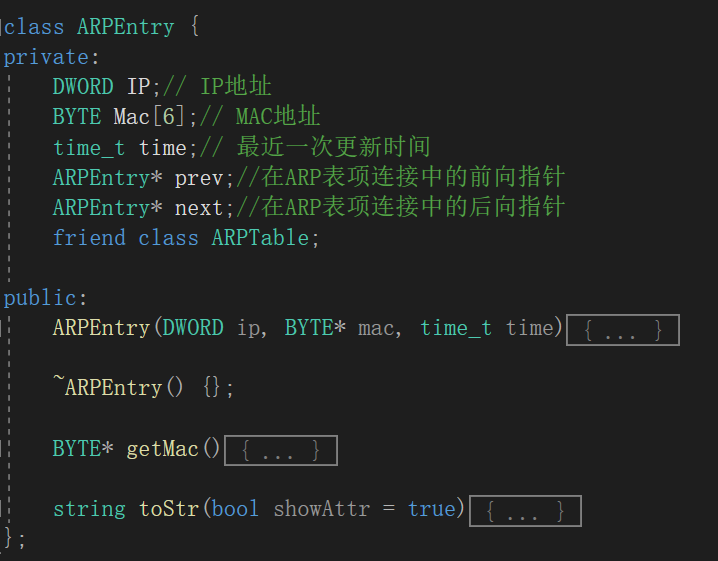 class ARPEntry {
private:
    DWORD IP;// IP地址
    BYTE Mac[6];// MAC地址
    time_t time;// 最近一次更新时间
    ARPEntry* prev;//在ARP表项连接中的前向指针
    ARPEntry* next;//在ARP表项连接中的后向指针
    friend class ARPTable;
public:
    ARPEntry(DWORD ip, BYTE* mac, time_t time){ ... }
    ~ARPEntry() {};
    BYTE* getMac(){ ... }
    string toStr(bool showAttr = true){ ... }
};